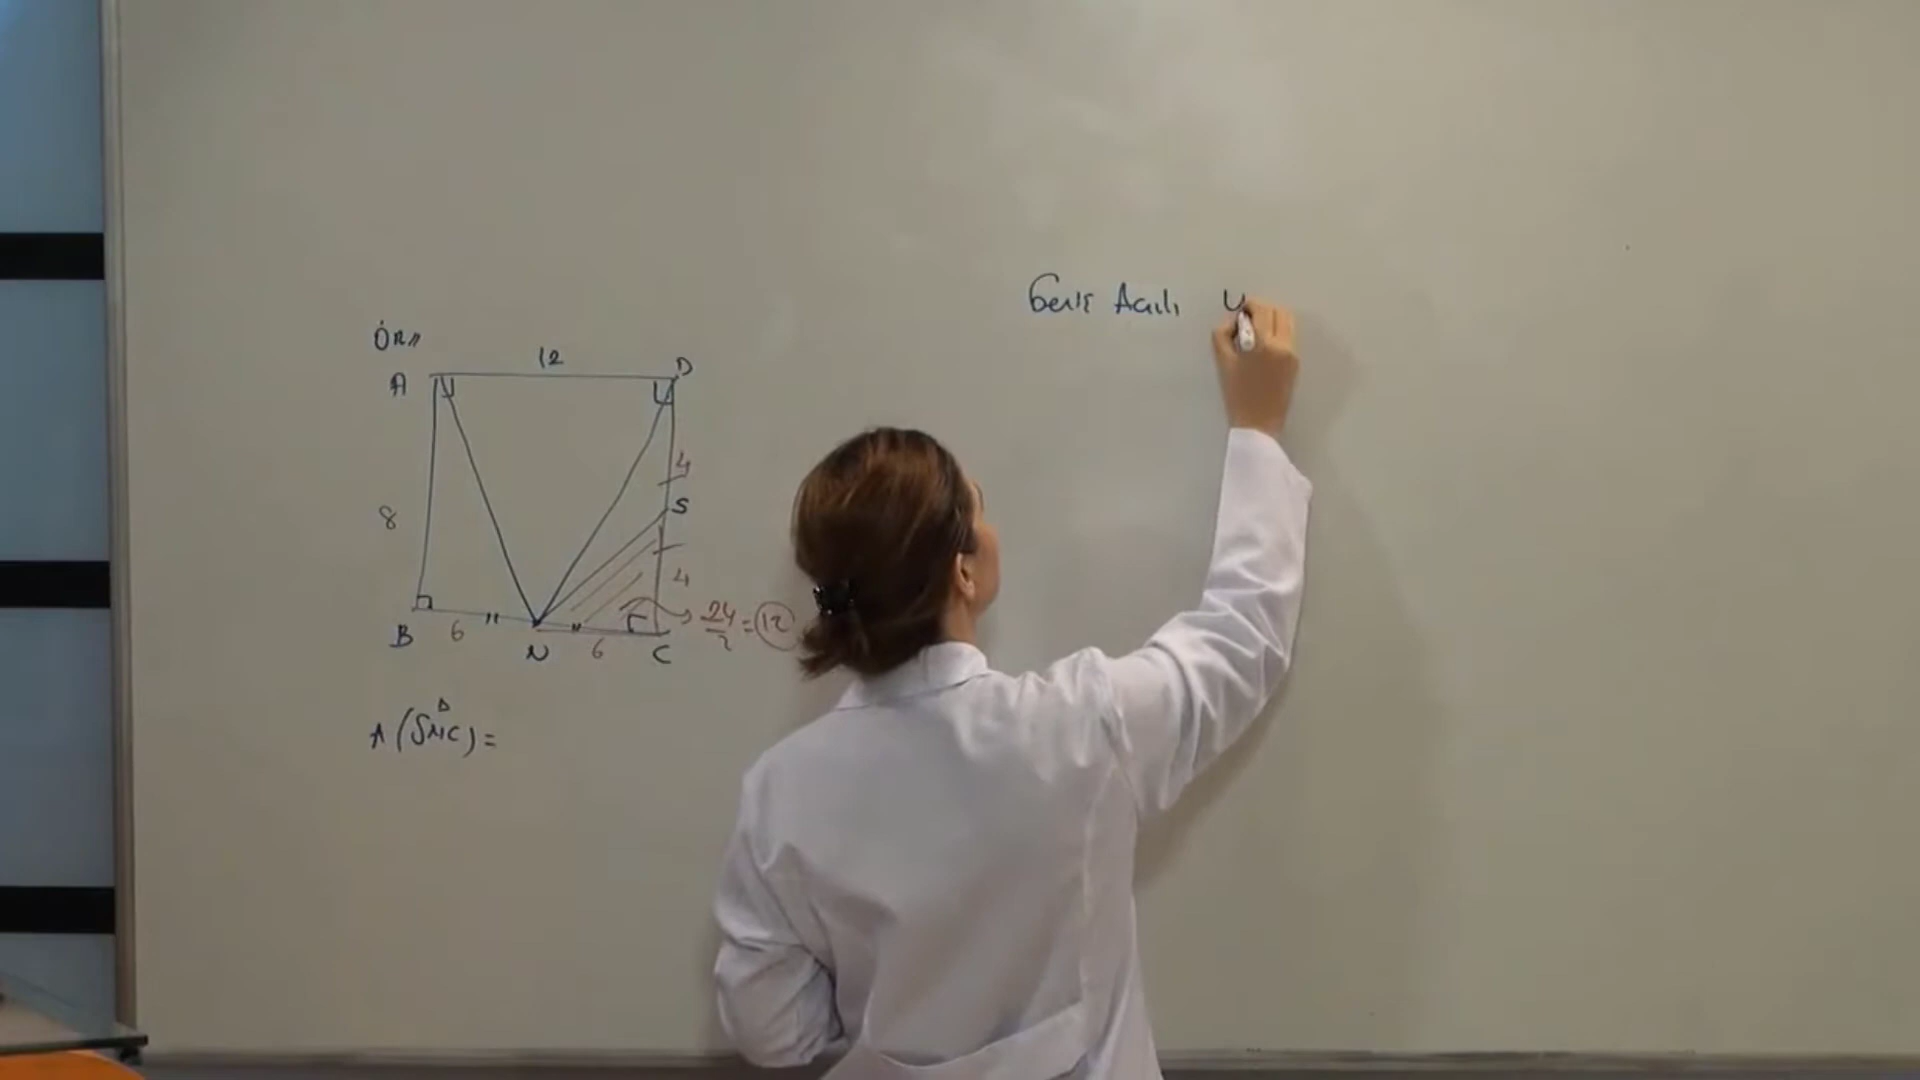 ÖRN
12
A
D
4
8
S
4
24/2 = 12
B
6
N
6
C
A(SNC) =
Geniş Açılı Ü